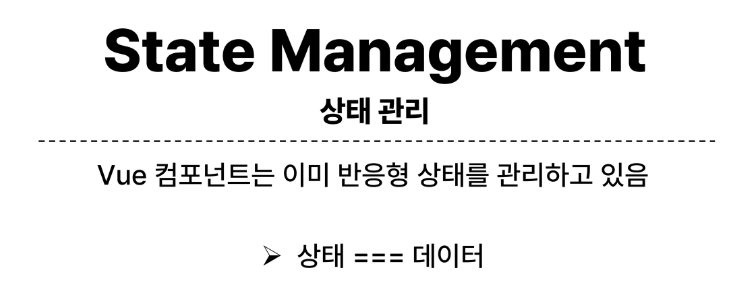 State Management
상태 관리
Vue 컴포넌트는 이미 반응형 상태를 관리하고 있음
➢ 상태 === 데이터